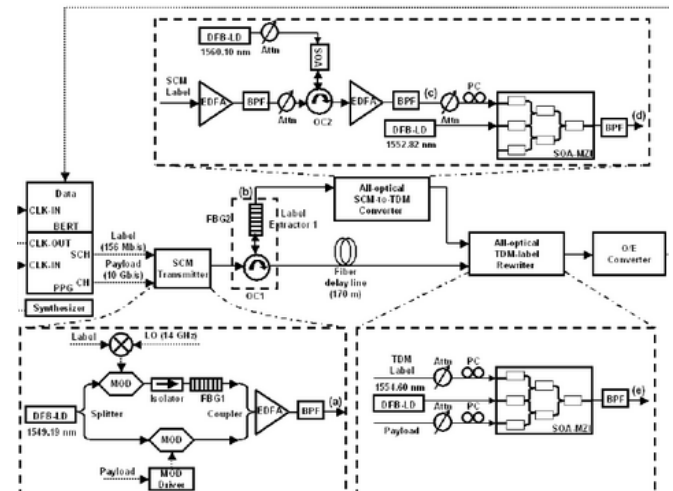 DFB-LD
1560.10 nm
Attn
SOA
SCM
Label
EDFA
BPF
Attn
OC2
EDFA
BPF
(c)
Attn
PC
DFB-LD
1552.82 nm
SOA-MZI
BPF
(d)
Data
CLK-IN
BERT
CLK-OUT
SCH
CLK-IN
CH
PPG
Synthesizer
Label
(156 Mb/s)
Payload
(10 Gb/s)
SCM
Transmitter
(b)
FBG2
Label
Extractor 1
OC1
All-optical
SCM-to-TDM
Converter
Fiber
delay line
(170 m)
All-optical
TDM-label
Rewriter
O/E
Converter
Label
LO (14 GHz)
MOD
Isolator
FBG1
DFB-LD
1549.19 nm
Splitter
Coupler
EDFA
BPF
(a)
MOD
Payload
MOD
Driver
TDM
Label
Attn
PC
1554.60 nm
DFB-LD
Attn
PC
Payload
SOA-MZI
BPF
(e)